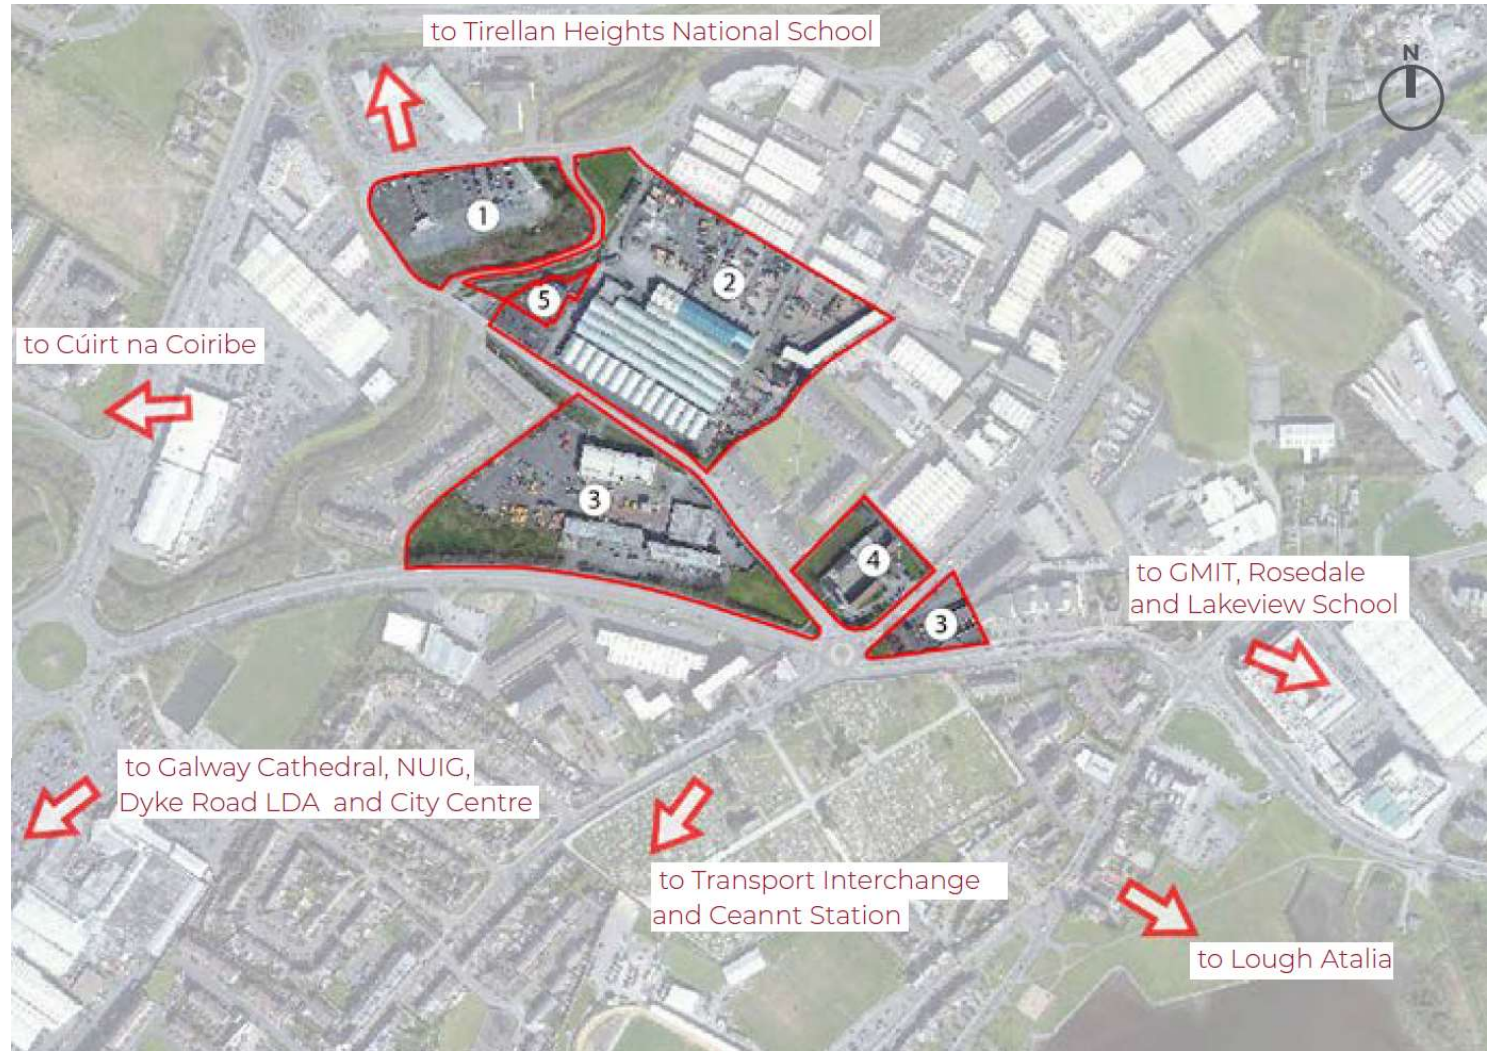 to Tirellan Heights National School
N
1
2
5
to Cúirt na Coiribe
3
4
3
to GMIT, Rosedale
and Lakeview School
to Galway Cathedral, NUIG,
Dyke Road LDA and City Centre
to Transport Interchange
and Ceannt Station
to Lough Atalia